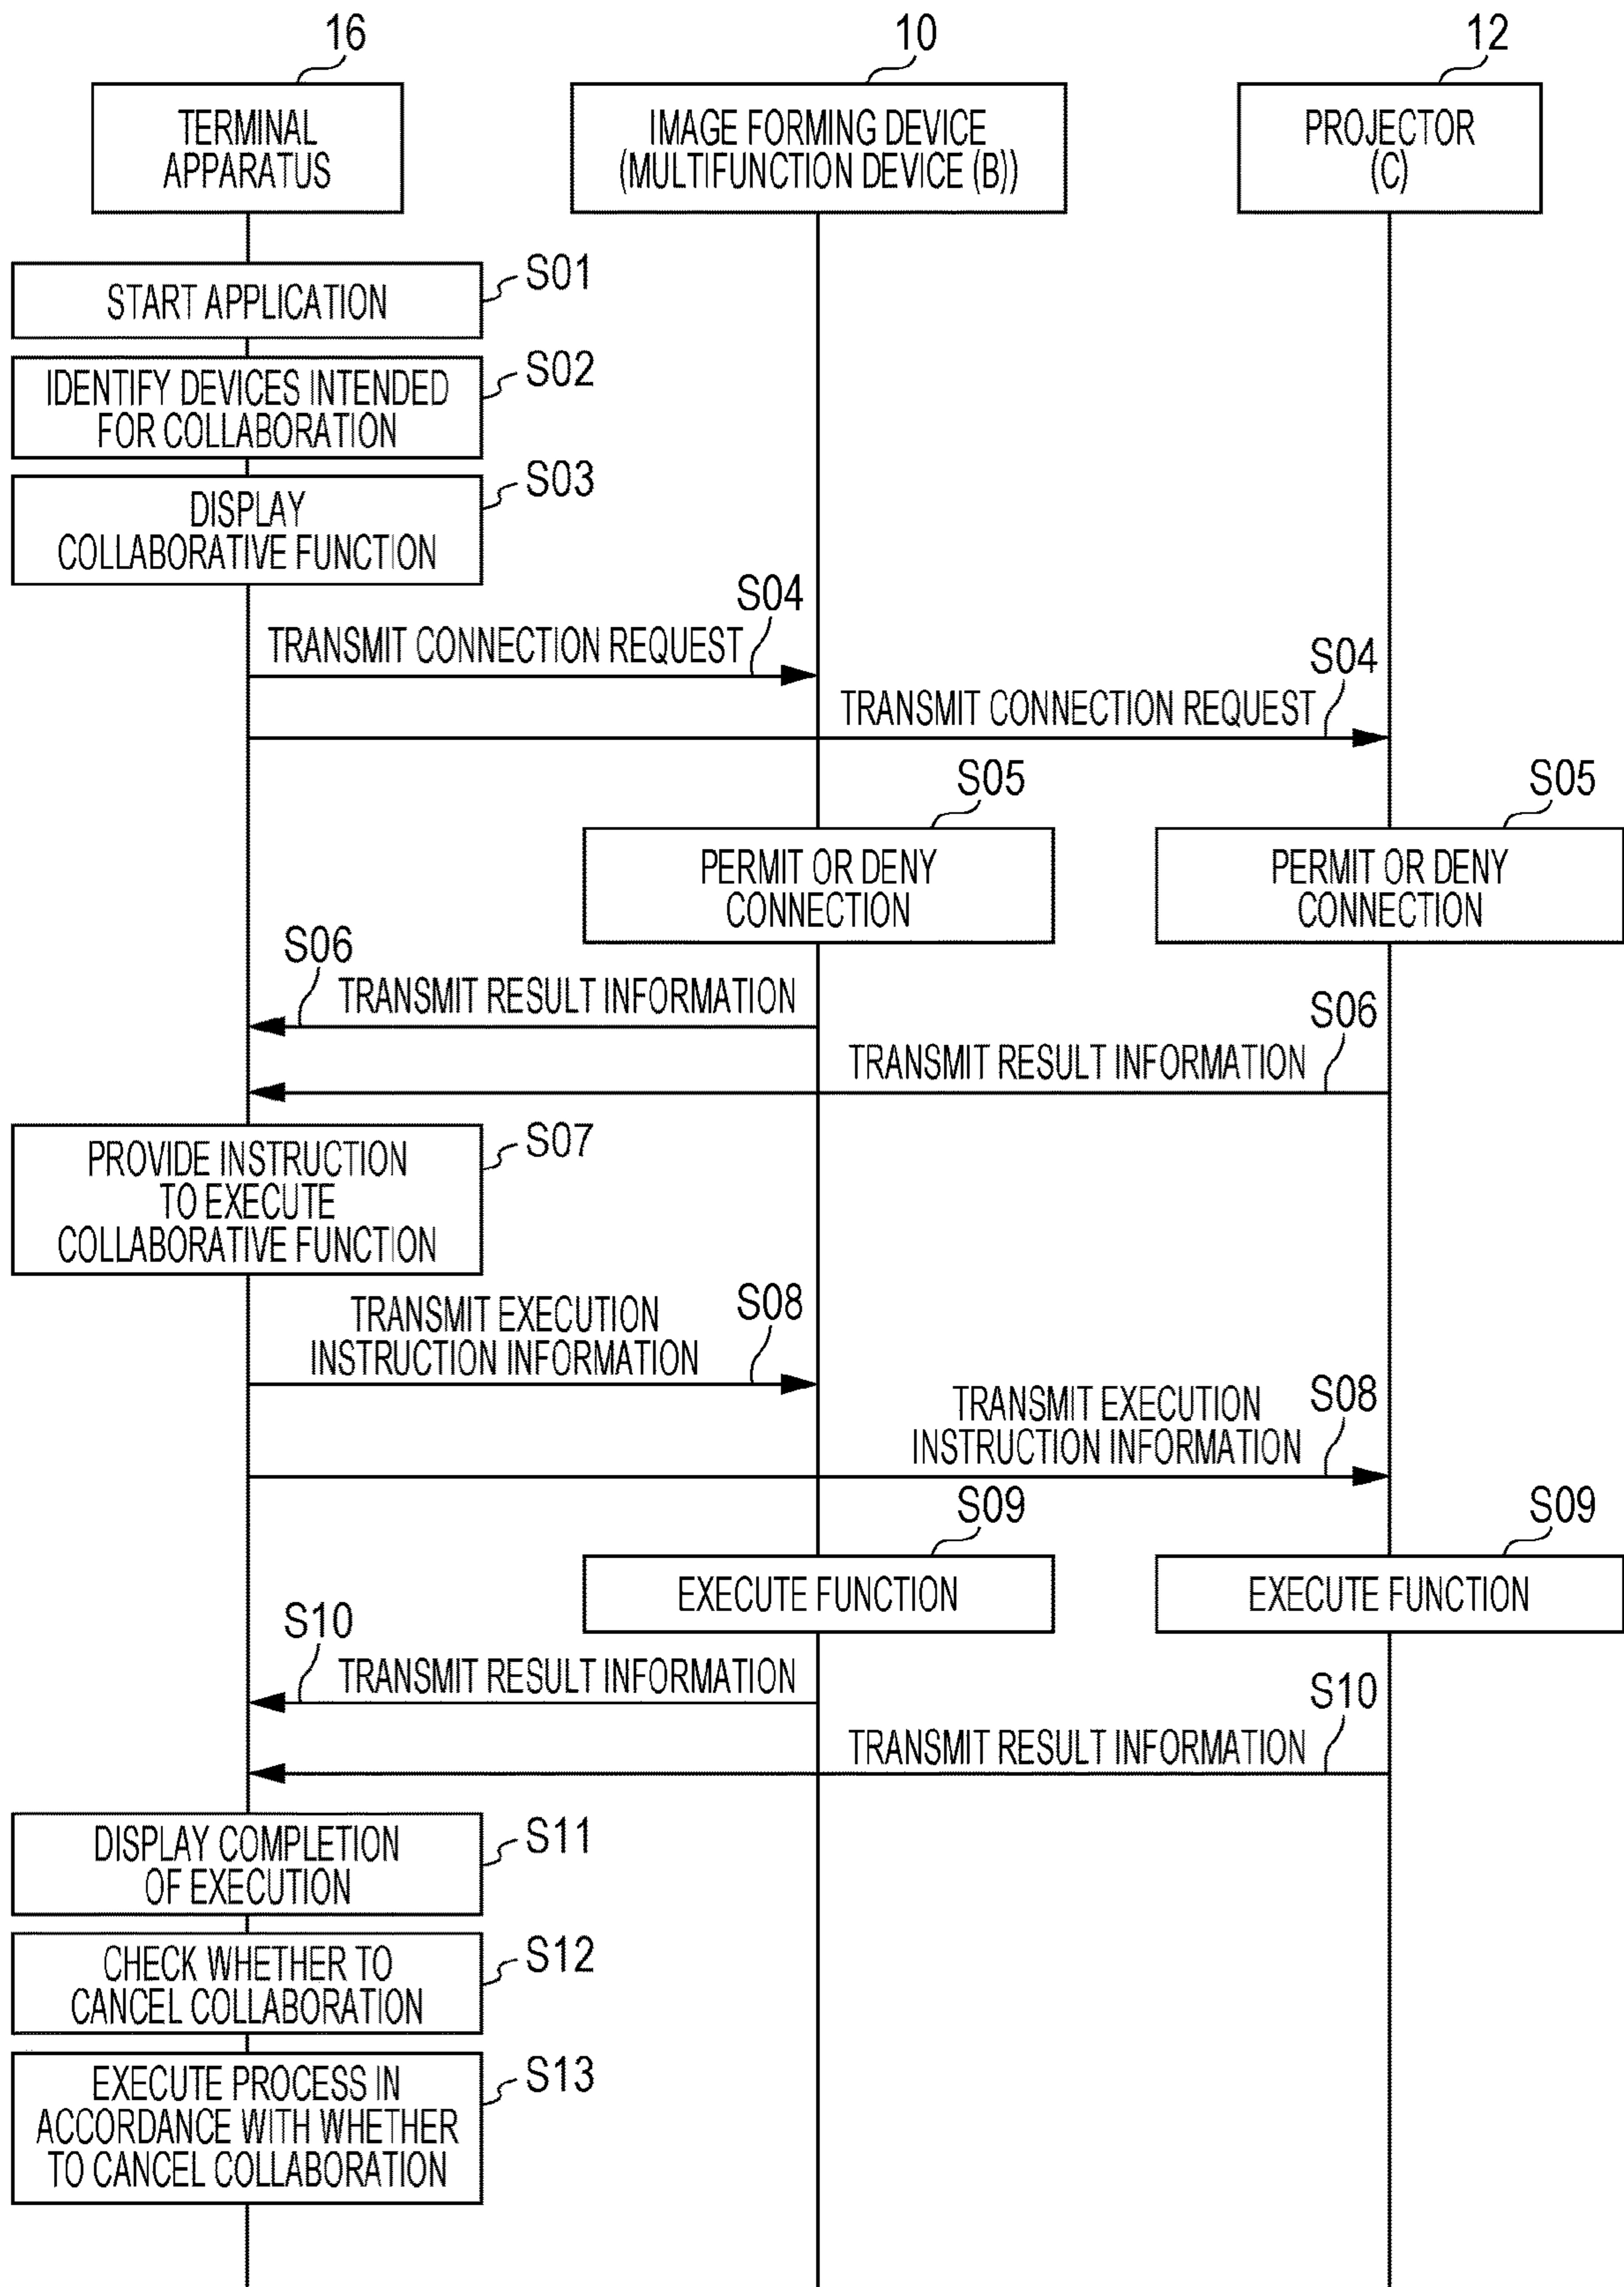 16
10
12
TERMINAL
APPARATUS
IMAGE FORMING DEVICE
(MULTIFUNCTION DEVICE (B))
PROJECTOR
(C)
START APPLICATION
S01
IDENTIFY DEVICES INTENDED
FOR COLLABORATION
S02
DISPLAY
COLLABORATIVE FUNCTION
S03
S04
TRANSMIT CONNECTION REQUEST
S04
TRANSMIT CONNECTION REQUEST
S05
PERMIT OR DENY
CONNECTION
S05
PERMIT OR DENY
CONNECTION
S06
TRANSMIT RESULT INFORMATION
S06
TRANSMIT RESULT INFORMATION
PROVIDE INSTRUCTION
TO EXECUTE
COLLABORATIVE FUNCTION
S07
TRANSMIT EXECUTION
INSTRUCTION INFORMATION
S08
TRANSMIT EXECUTION
INSTRUCTION INFORMATION
S08
S09
EXECUTE FUNCTION
S09
EXECUTE FUNCTION
S10
TRANSMIT RESULT INFORMATION
S10
TRANSMIT RESULT INFORMATION
DISPLAY COMPLETION
OF EXECUTION
S11
CHECK WHETHER TO
CANCEL COLLABORATION
S12
EXECUTE PROCESS IN
ACCORDANCE WITH WHETHER
TO CANCEL COLLABORATION
S13